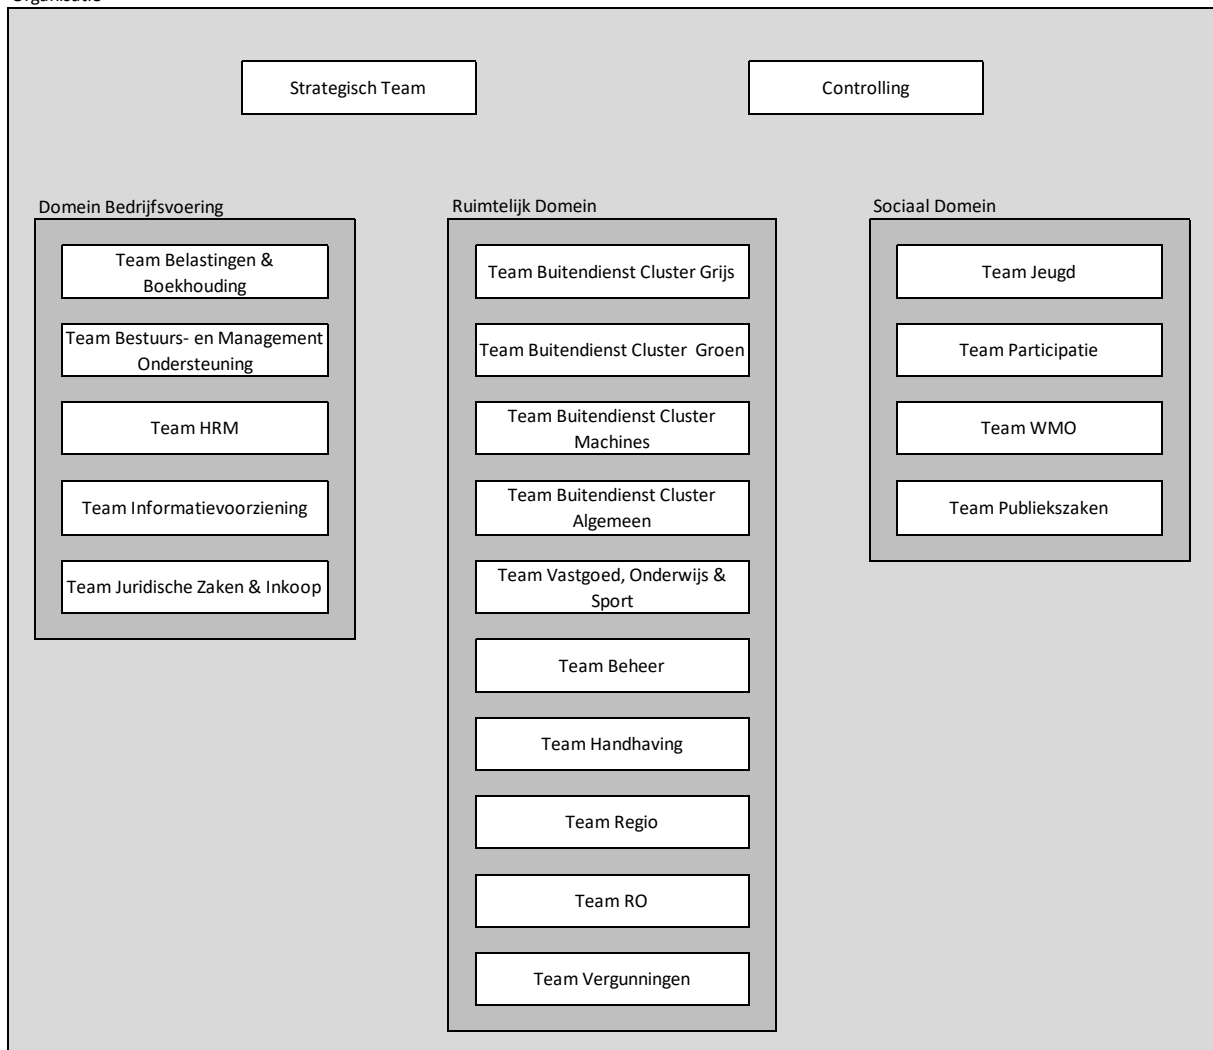 Organisatie
Strategisch Team
Controlling
Domein Bedrijfsvoering
Team Belastingen &
Boekhouding
Team Bestuurs- en Management
Ondersteuning
Team HRM
Team Informatievoorziening
Team Juridische Zaken & Inkoop
Ruimtelijk Domein
Team Buitendienst Cluster Grijs
Team Buitendienst Cluster  Groen
Team Buitendienst Cluster
Machines
Team Buitendienst Cluster
Algemeen
Team Vastgoed, Onderwijs &
Sport
Team Beheer
Team Handhaving
Team Regio
Team RO
Team Vergunningen
Sociaal Domein
Team Jeugd
Team Participatie
Team WMO
Team Publiekszaken